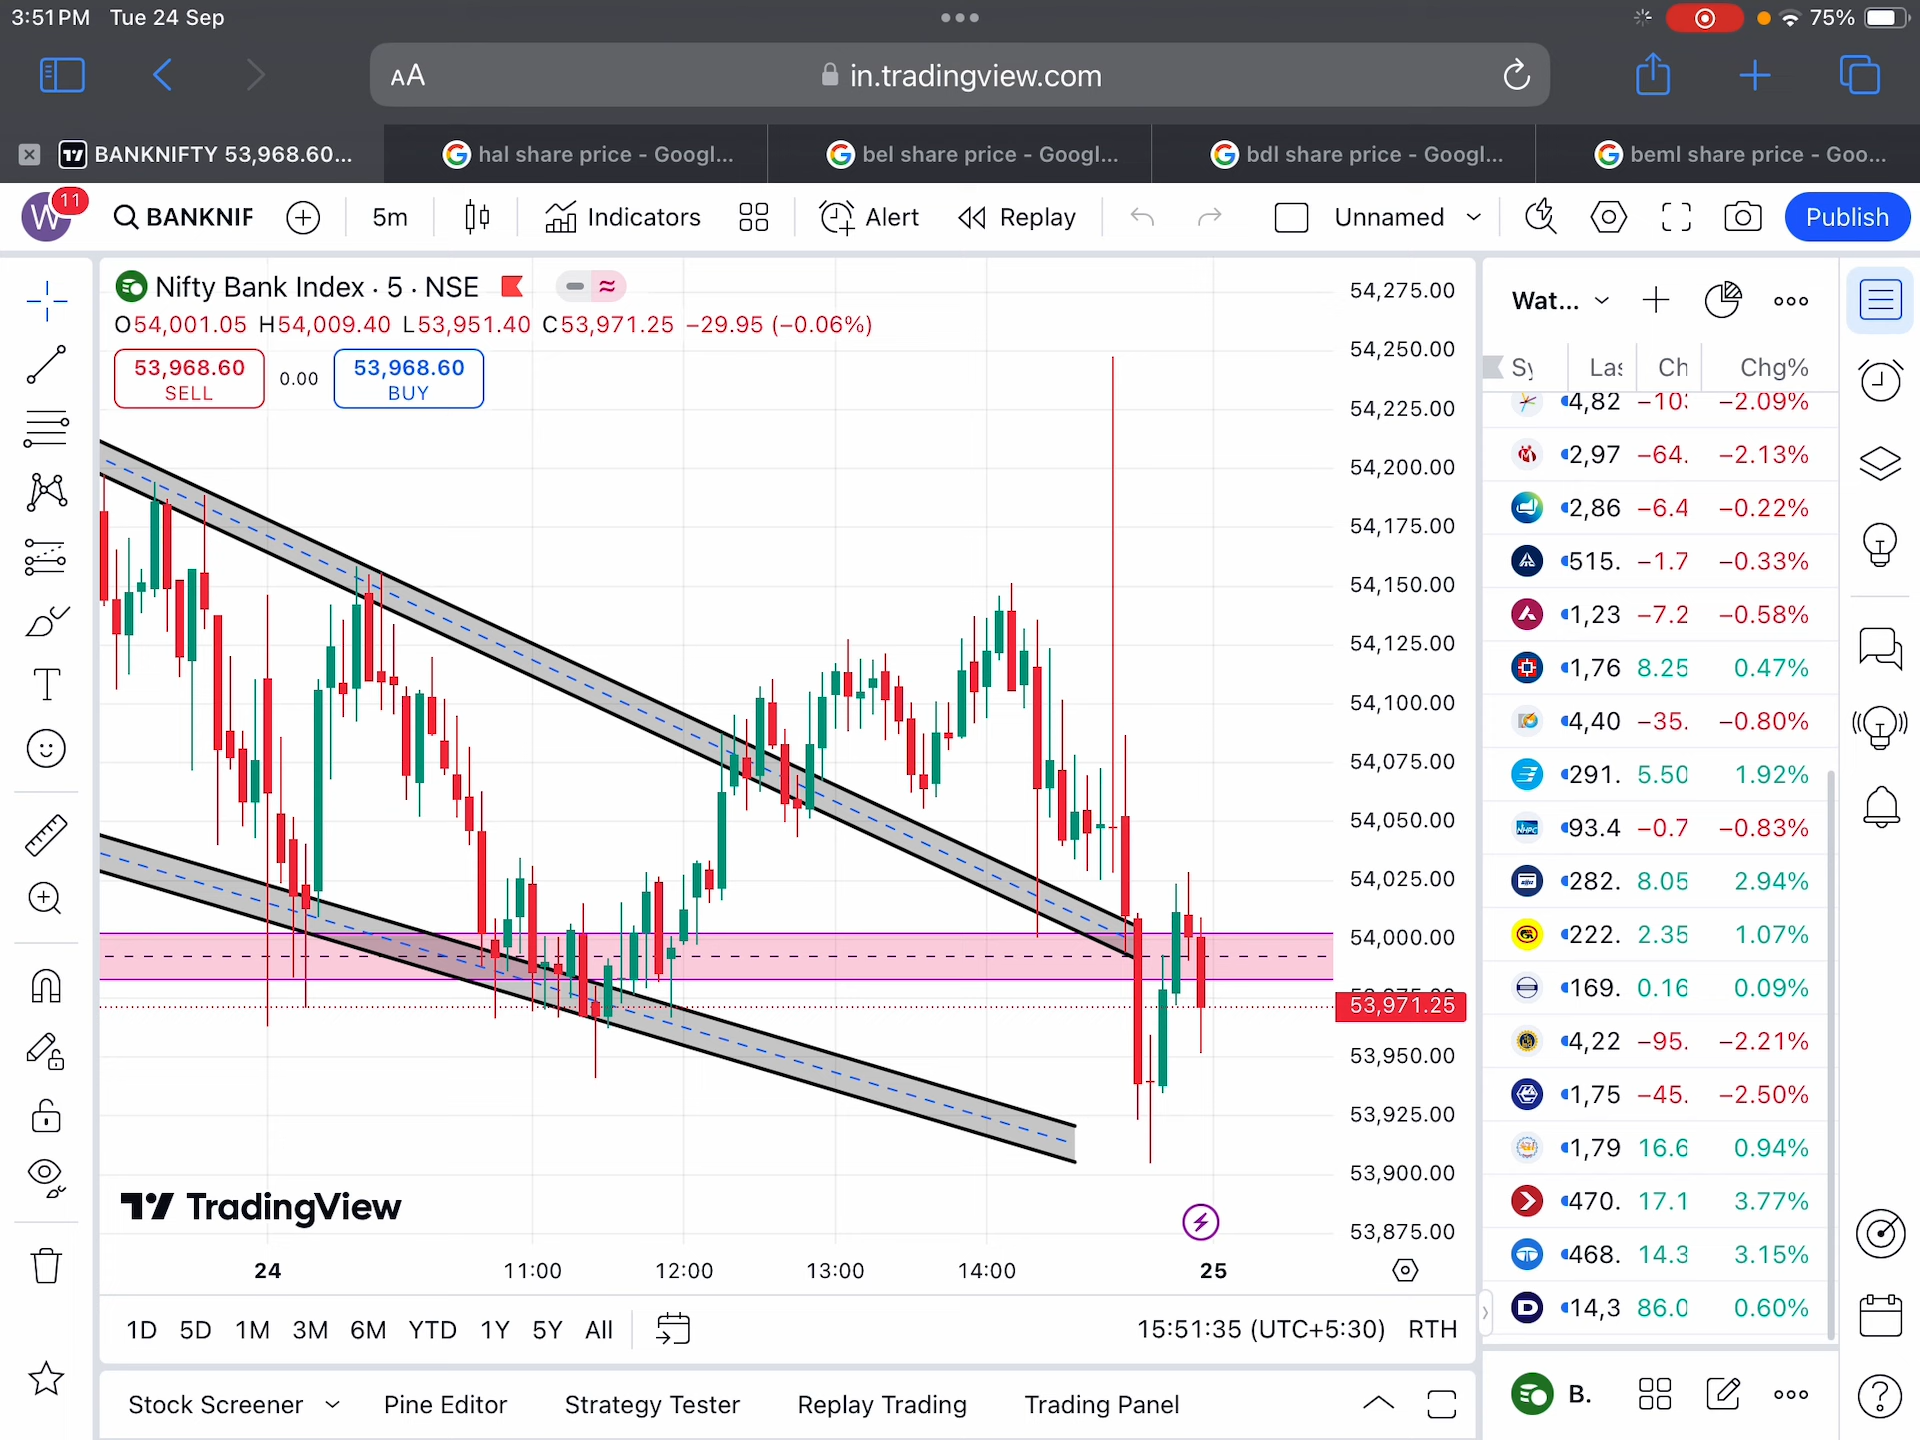 3:51 PM Tue 24 Sep
75%
AA
in.tradingview.com
BANKNIFTY 53,968.60...
hal share price - Googl...
bel share price - Googl...
bdl share price - Googl...
beml share price - Goo...
W
11
BANKNIF
5m
Indicators
Alert
Replay
Unnamed
Publish
Nifty Bank Index · 5 · NSE
O54,001.05 H54,009.40 L53,951.40 C53,971.25 −29.95 (−0.06%)
53,968.60
SELL
0.00
53,968.60
BUY
54,275.00
54,250.00
54,225.00
54,200.00
54,175.00
54,150.00
54,125.00
54,100.00
54,075.00
54,050.00
54,025.00
54,000.00
53,971.25
53,950.00
53,925.00
53,900.00
53,875.00
TradingView
24
11:00
12:00
13:00
14:00
25
1D 5D 1M 3M 6M YTD 1Y 5Y All
15:51:35 (UTC+5:30) RTH
Stock Screener
Pine Editor
Strategy Tester
Replay Trading
Trading Panel
Wat...
Chg%
4,82 −2.09%
2,97 −64. −2.13%
2,86 −6.4 −0.22%
515. −1.7 −0.33%
1,23 −7.2 −0.58%
1,76 8.25 0.47%
4,40 −35. −0.80%
291. 5.50 1.92%
93.4 −0.7 −0.83%
282. 8.05 2.94%
222. 2.35 1.07%
169. 0.16 0.09%
4,22 −95. −2.21%
1,75 −45. −2.50%
1,79 16.6 0.94%
470. 17.1 3.77%
468. 14.3 3.15%
14,3 86.0 0.60%
B.